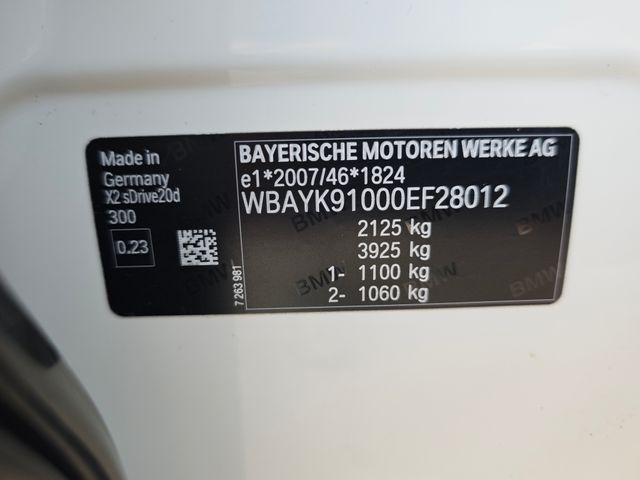 Made in
Germany
X2 sDrive20d
300
0.23
7 263 981
BAYERISCHE MOTOREN WERKE AG
e1*2007/46*1824
WBAYK91000EF28012
2125 kg
3925 kg
1- 1100 kg
2- 1060 kg